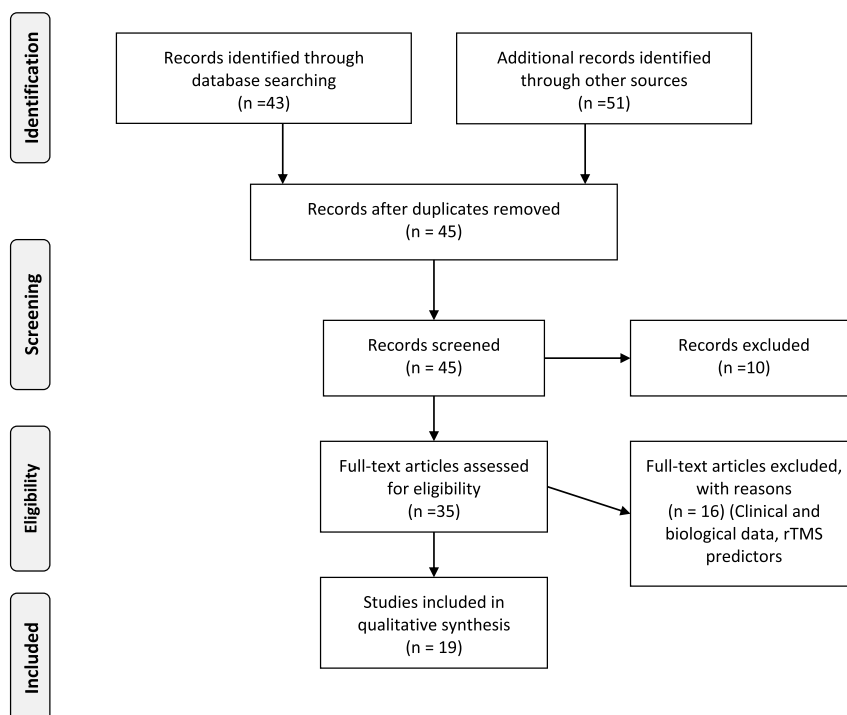 Identification
Records identified through
database searching
(n =43)
Additional records identified
through other sources
(n =51)
Records after duplicates removed
(n = 45)
Screening
Records screened
(n = 45)
Records excluded
(n =10)
Eligibility
Full-text articles assessed
for eligibility
(n =35)
Full-text articles excluded,
with reasons
(n = 16) (Clinical and
biological data, rTMS
predictors
Included
Studies included in
qualitative synthesis
(n = 19)